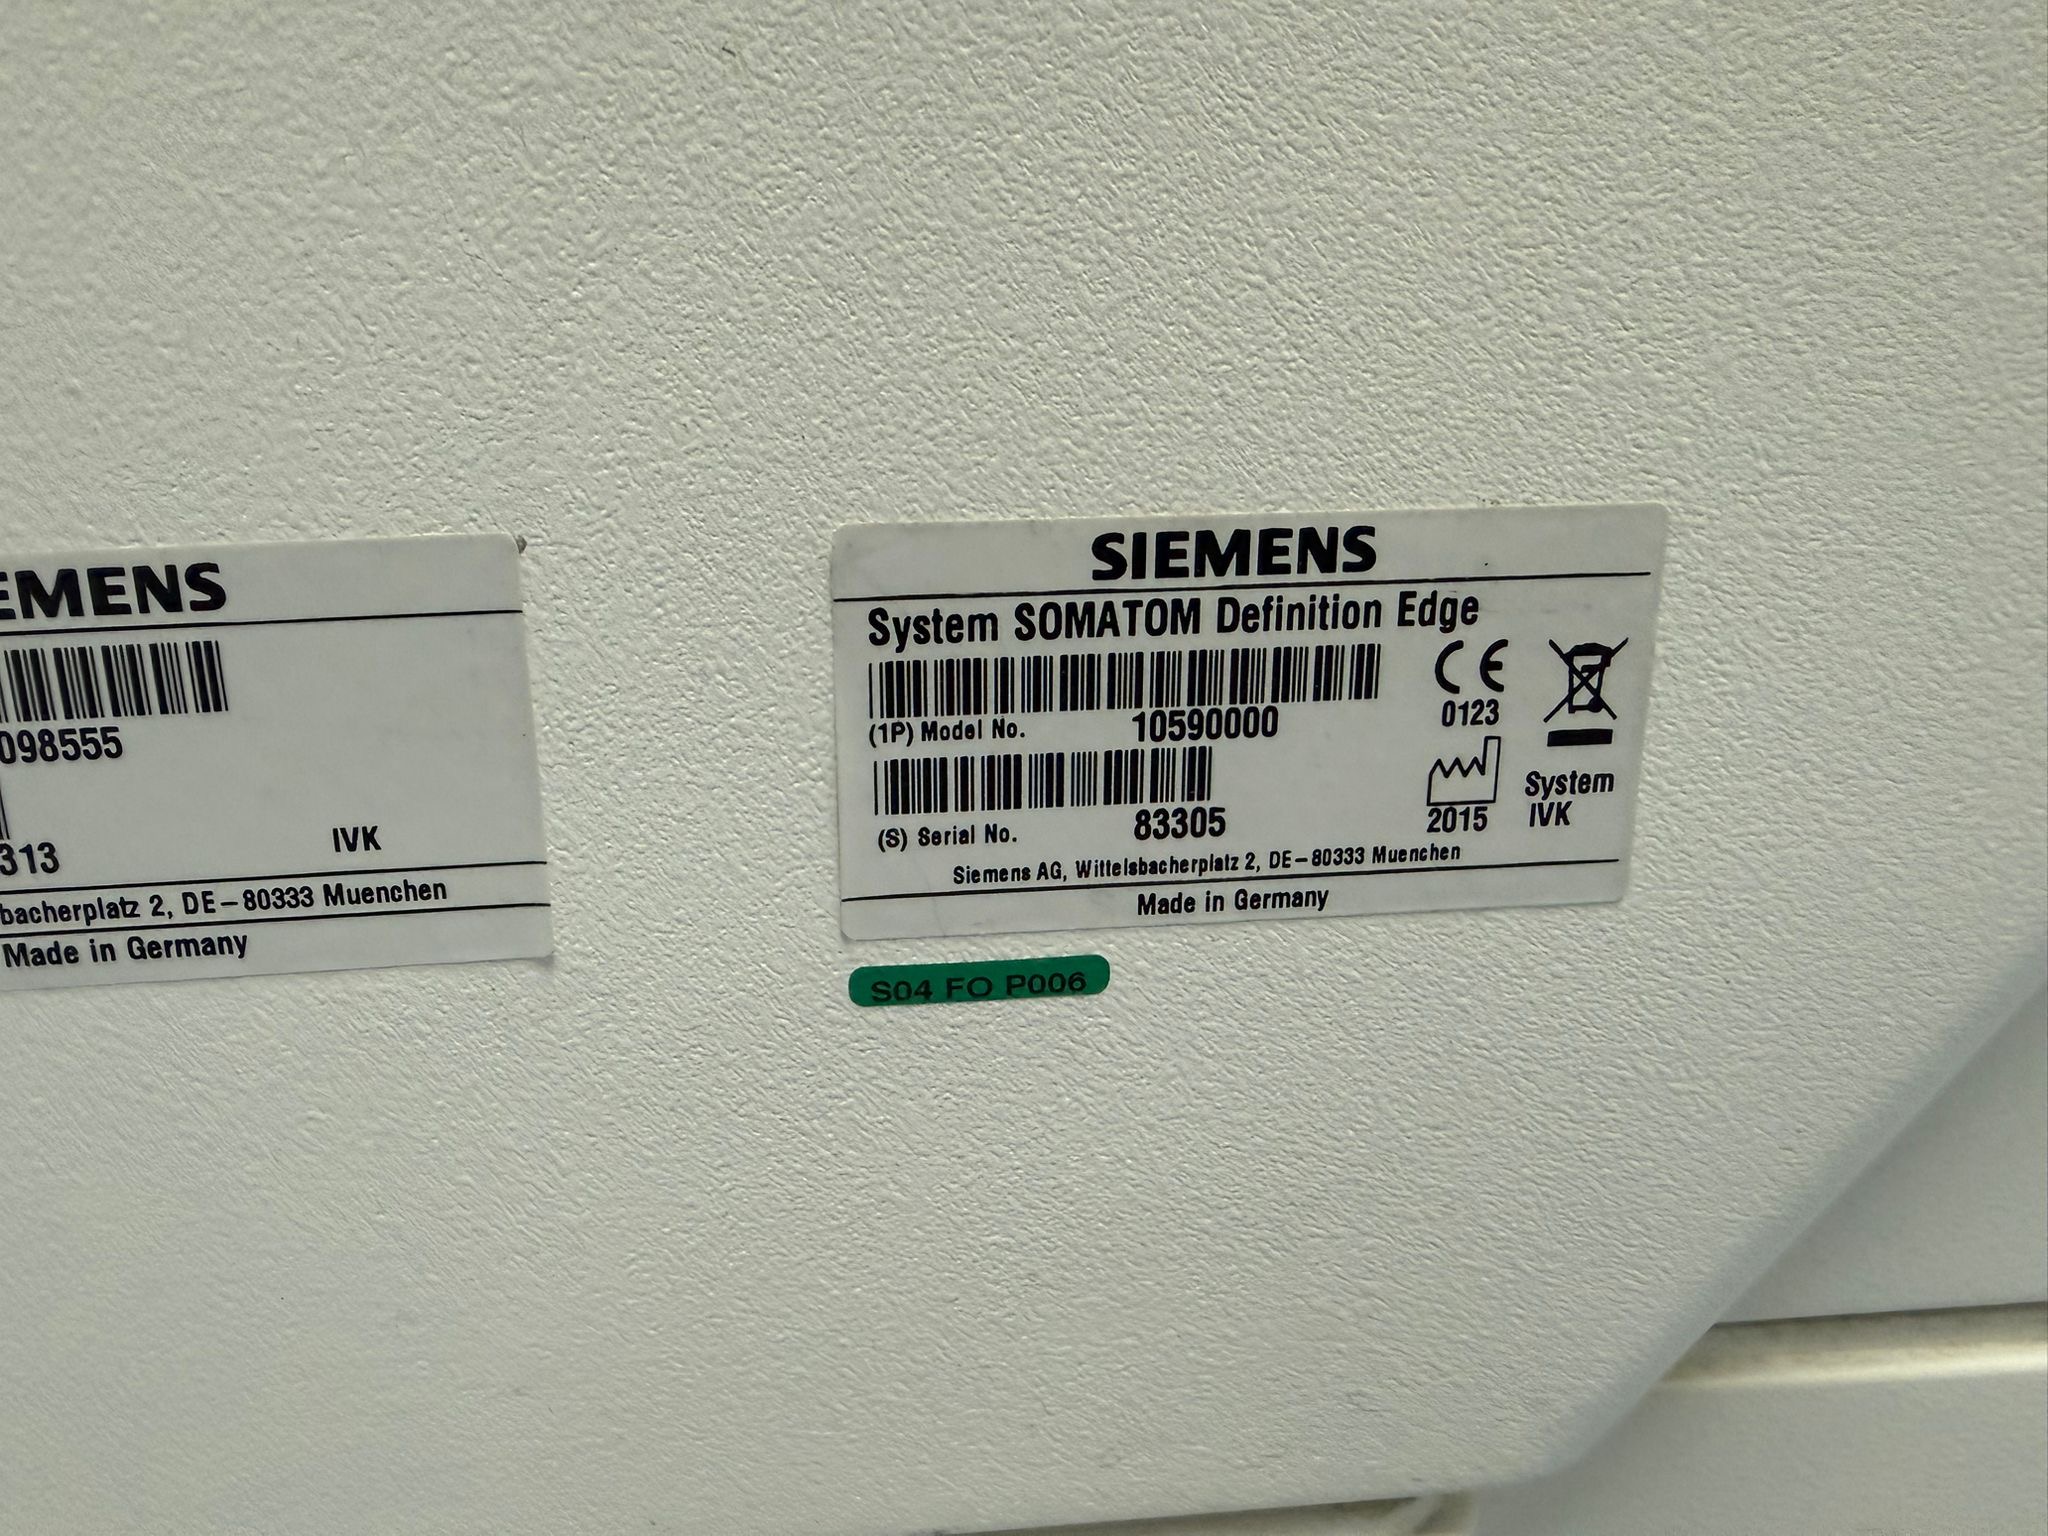 EMENS
098555
313
IVK
bacherplatz 2, DE-80333 Muenchen
Made in Germany
SIEMENS
System SOMATOM Definition Edge
(1P) Model No. 10590000
CE
0123
(S) Serial No. 83305
2015
System
IVK
Siemens AG, Wittelsbacherplatz 2, DE-80333 Muenchen
Made in Germany
S04 FO P006